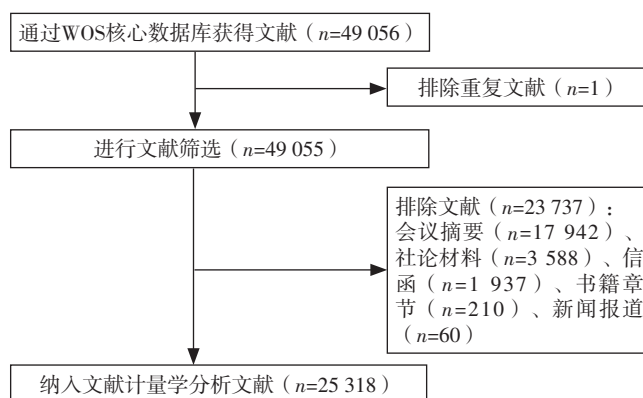 通过WOS核心数据库获得文献（n=49 056）
排除重复文献（n=1）
进行文献筛选（n=49 055）
排除文献（n=23 737）：
会议摘要（n=17 942）、
社论材料（n=3 588）、信
函（n=1 937）、书籍章
节（n=210）、新闻报道
（n=60）
纳入文献计量学分析文献（n=25 318）